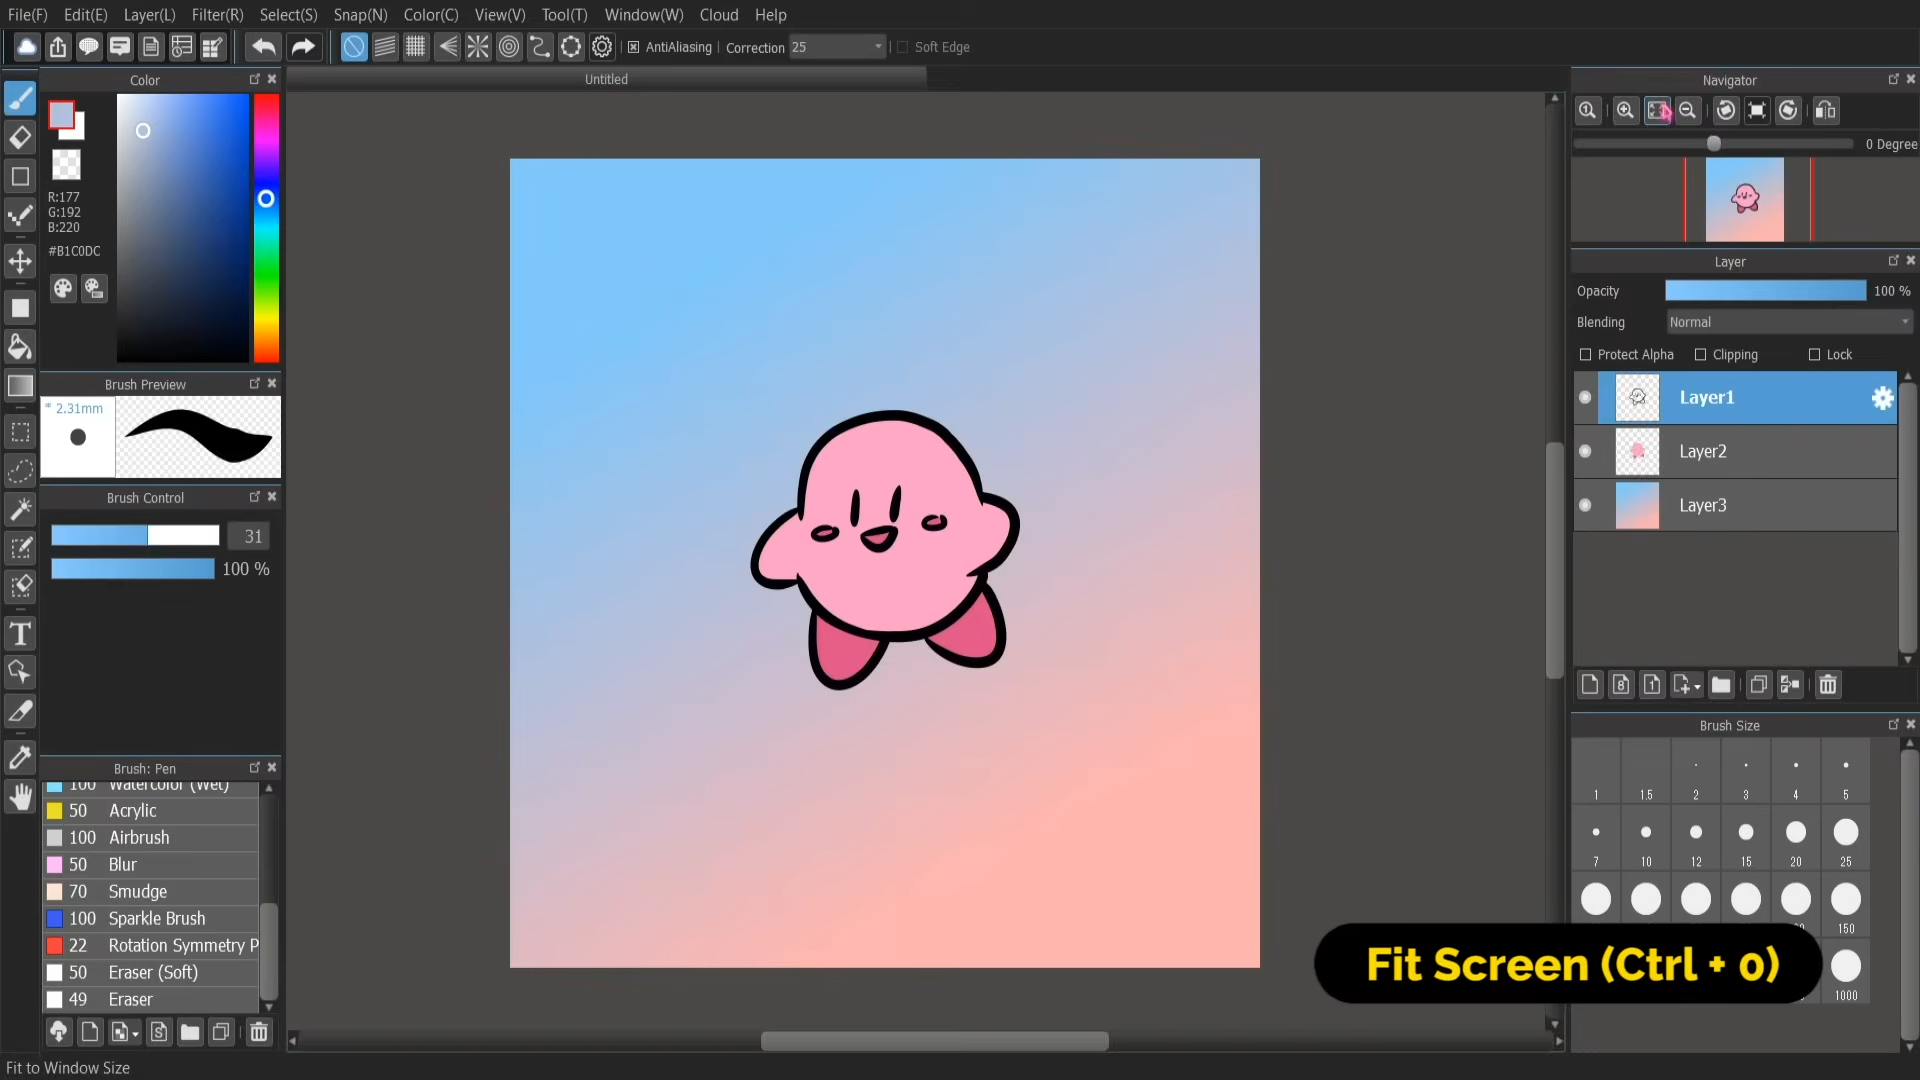 File(F) Edit(E) Layer(L) Filter(R) Select(S) Snap(N) Color(C) View(V) Tool(T) Window(W) Cloud Help
AntiAliasing Correction 25 Soft Edge
Color
R:177
G:192
B:220
#B1C0DC
Brush Preview
* 2.31mm
Brush Control
31
100 %
Brush: Pen
100 Watercolor (Wet)
50 Acrylic
100 Airbrush
50 Blur
70 Smudge
100 Sparkle Brush
22 Rotation Symmetry P
50 Eraser (Soft)
49 Eraser
Fit to Window Size
Untitled
Navigator
0 Degree
Layer
Opacity 100 %
Blending Normal
Protect Alpha Clipping Lock
Layer1
Layer2
Layer3
Brush Size
1 1.5 2 3 4 5
7 10 12 15 20 25
150
1000
Fit Screen (Ctrl + 0)